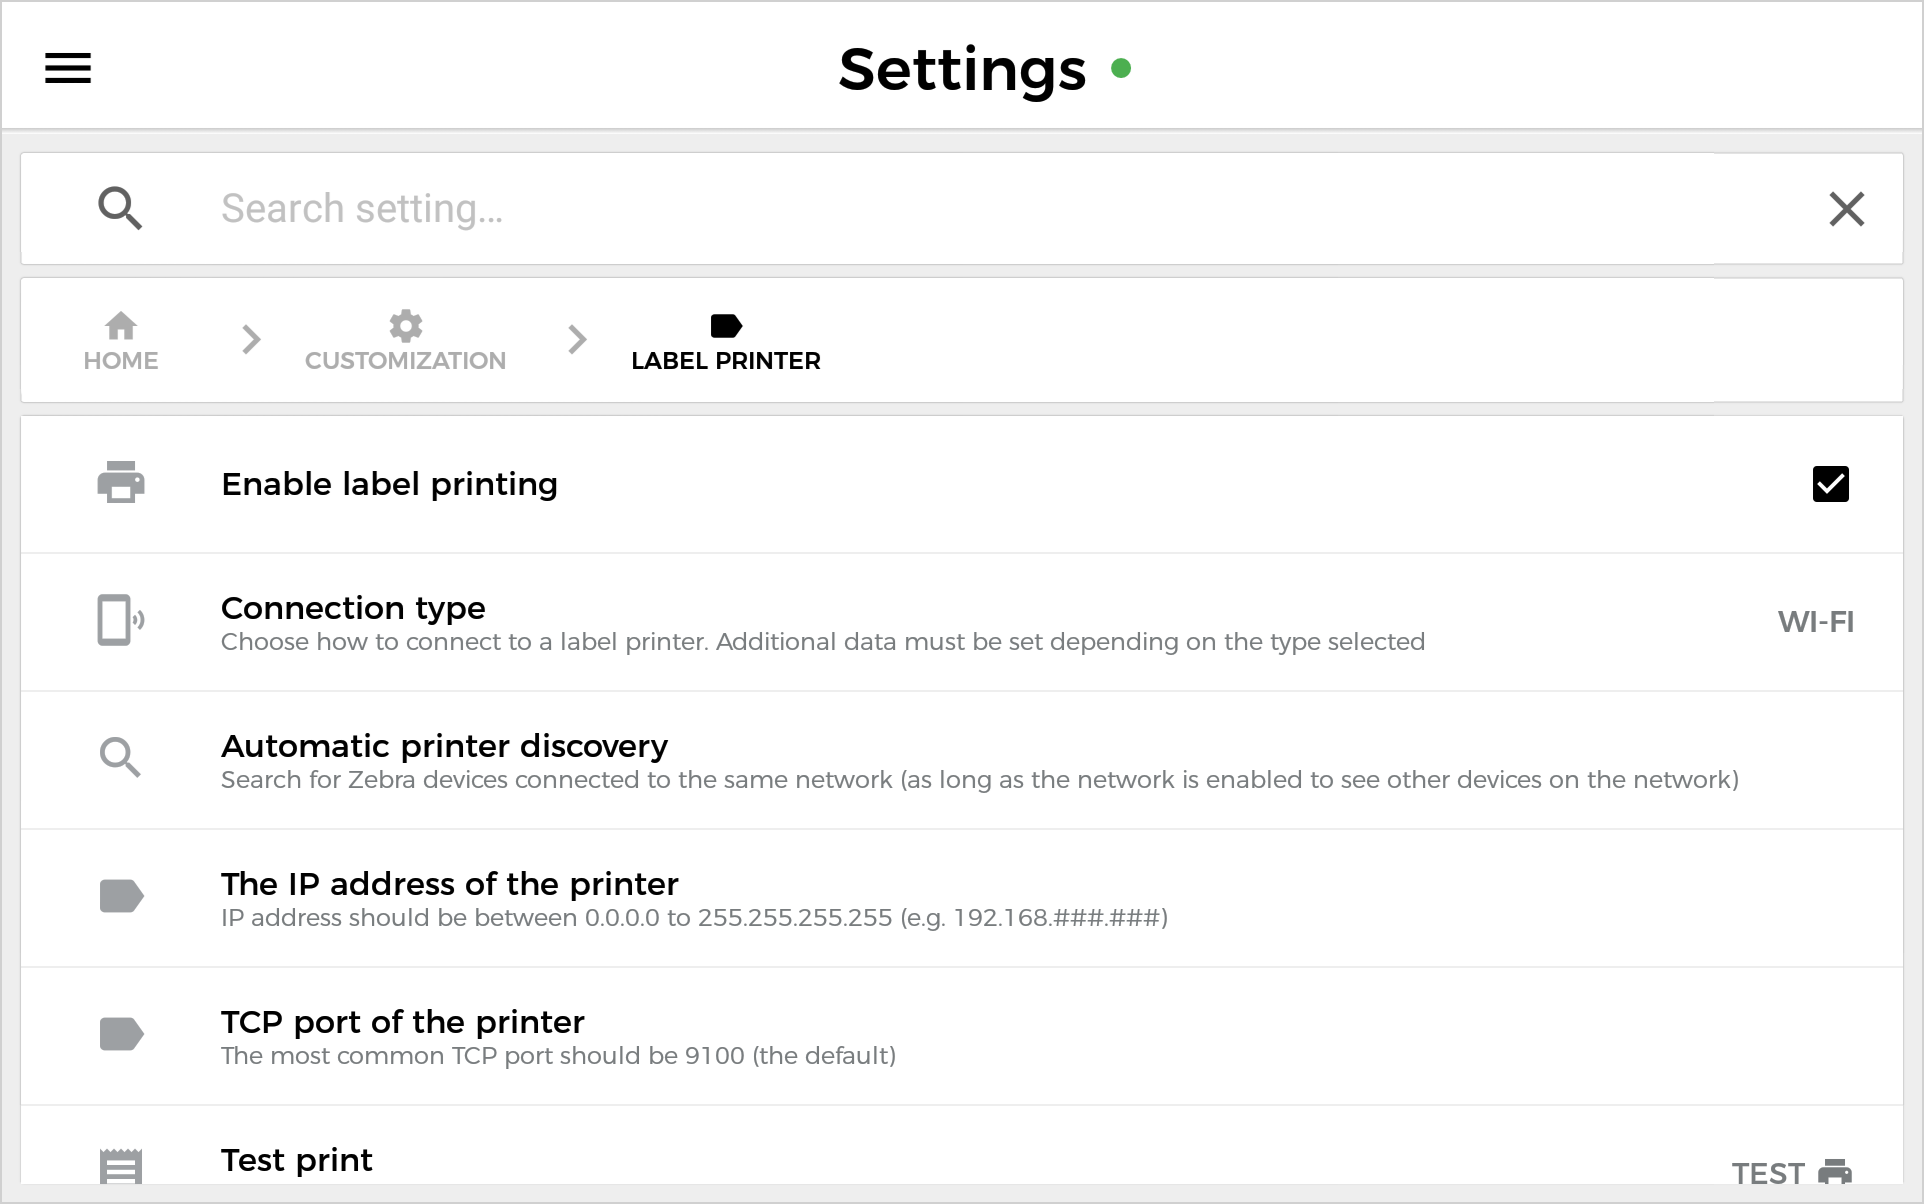 Settings
Search setting...
HOME
CUSTOMIZATION
LABEL PRINTER
Enable label printing
Connection type
Choose how to connect to a label printer. Additional data must be set depending on the type selected
WI-FI
Automatic printer discovery
Search for Zebra devices connected to the same network (as long as the network is enabled to see other devices on the network)
The IP address of the printer
IP address should be between 0.0.0.0 to 255.255.255.255 (e.g. 192.168.###.###)
TCP port of the printer
The most common TCP port should be 9100 (the default)
Test print
TEST